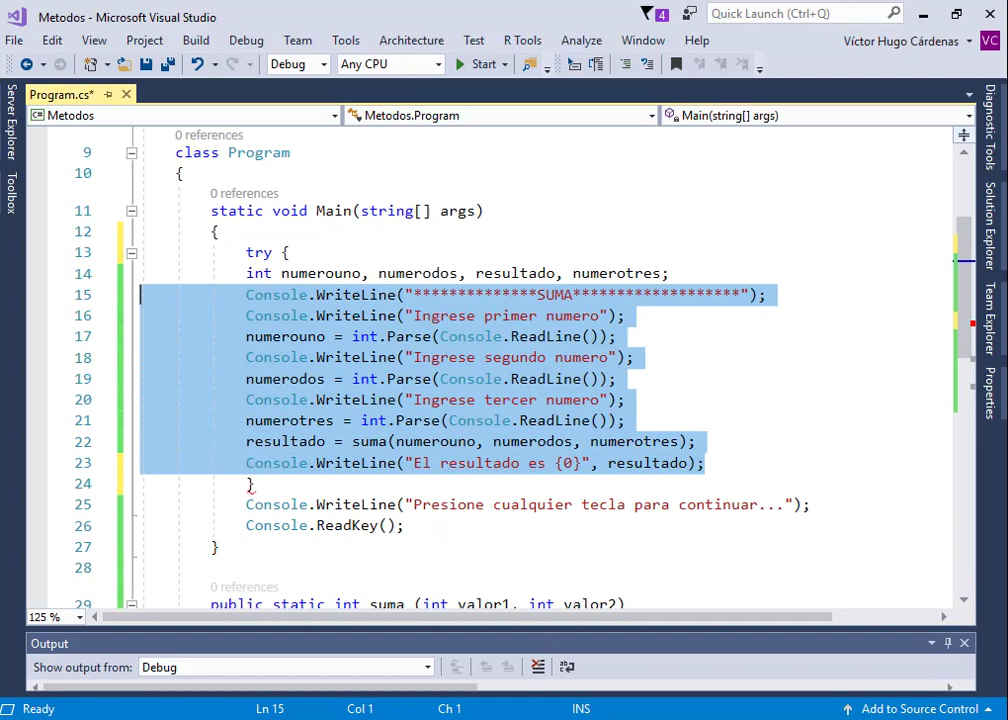 Metodos - Microsoft Visual Studio
4
Quick Launch (Ctrl+Q)
File Edit View Project Build Debug Team Tools Architecture Test R Tools Analyze Window Help
Víctor Hugo Cárdenas VC
Debug Any CPU Start
Server Explorer
Toolbox
Program.cs*
Metodos Metodos.Program Main(string[] args)
0 references
9 class Program
10 {
0 references
11 static void Main(string[] args)
12 {
13 try {
14 int numerouno, numerodos, resultado, numerotres;
15 Console.WriteLine("**************SUMA*******************");
16 Console.WriteLine("Ingrese primer numero");
17 numerouno = int.Parse(Console.ReadLine());
18 Console.WriteLine("Ingrese segundo numero");
19 numerodos = int.Parse(Console.ReadLine());
20 Console.WriteLine("Ingrese tercer numero");
21 numerotres = int.Parse(Console.ReadLine());
22 resultado = suma(numerouno, numerodos, numerotres);
23 Console.WriteLine("El resultado es {0}", resultado);
24 }
25 Console.WriteLine("Presione cualquier tecla para continuar...");
26 Console.ReadKey();
27 }
28
0 references
29 public static int suma (int valor1, int valor2)
125 %
Diagnostic Tools
Solution Explorer
Team Explorer
Properties
Output
Show output from: Debug
Ready Ln 15 Col 1 Ch 1 INS Add to Source Control